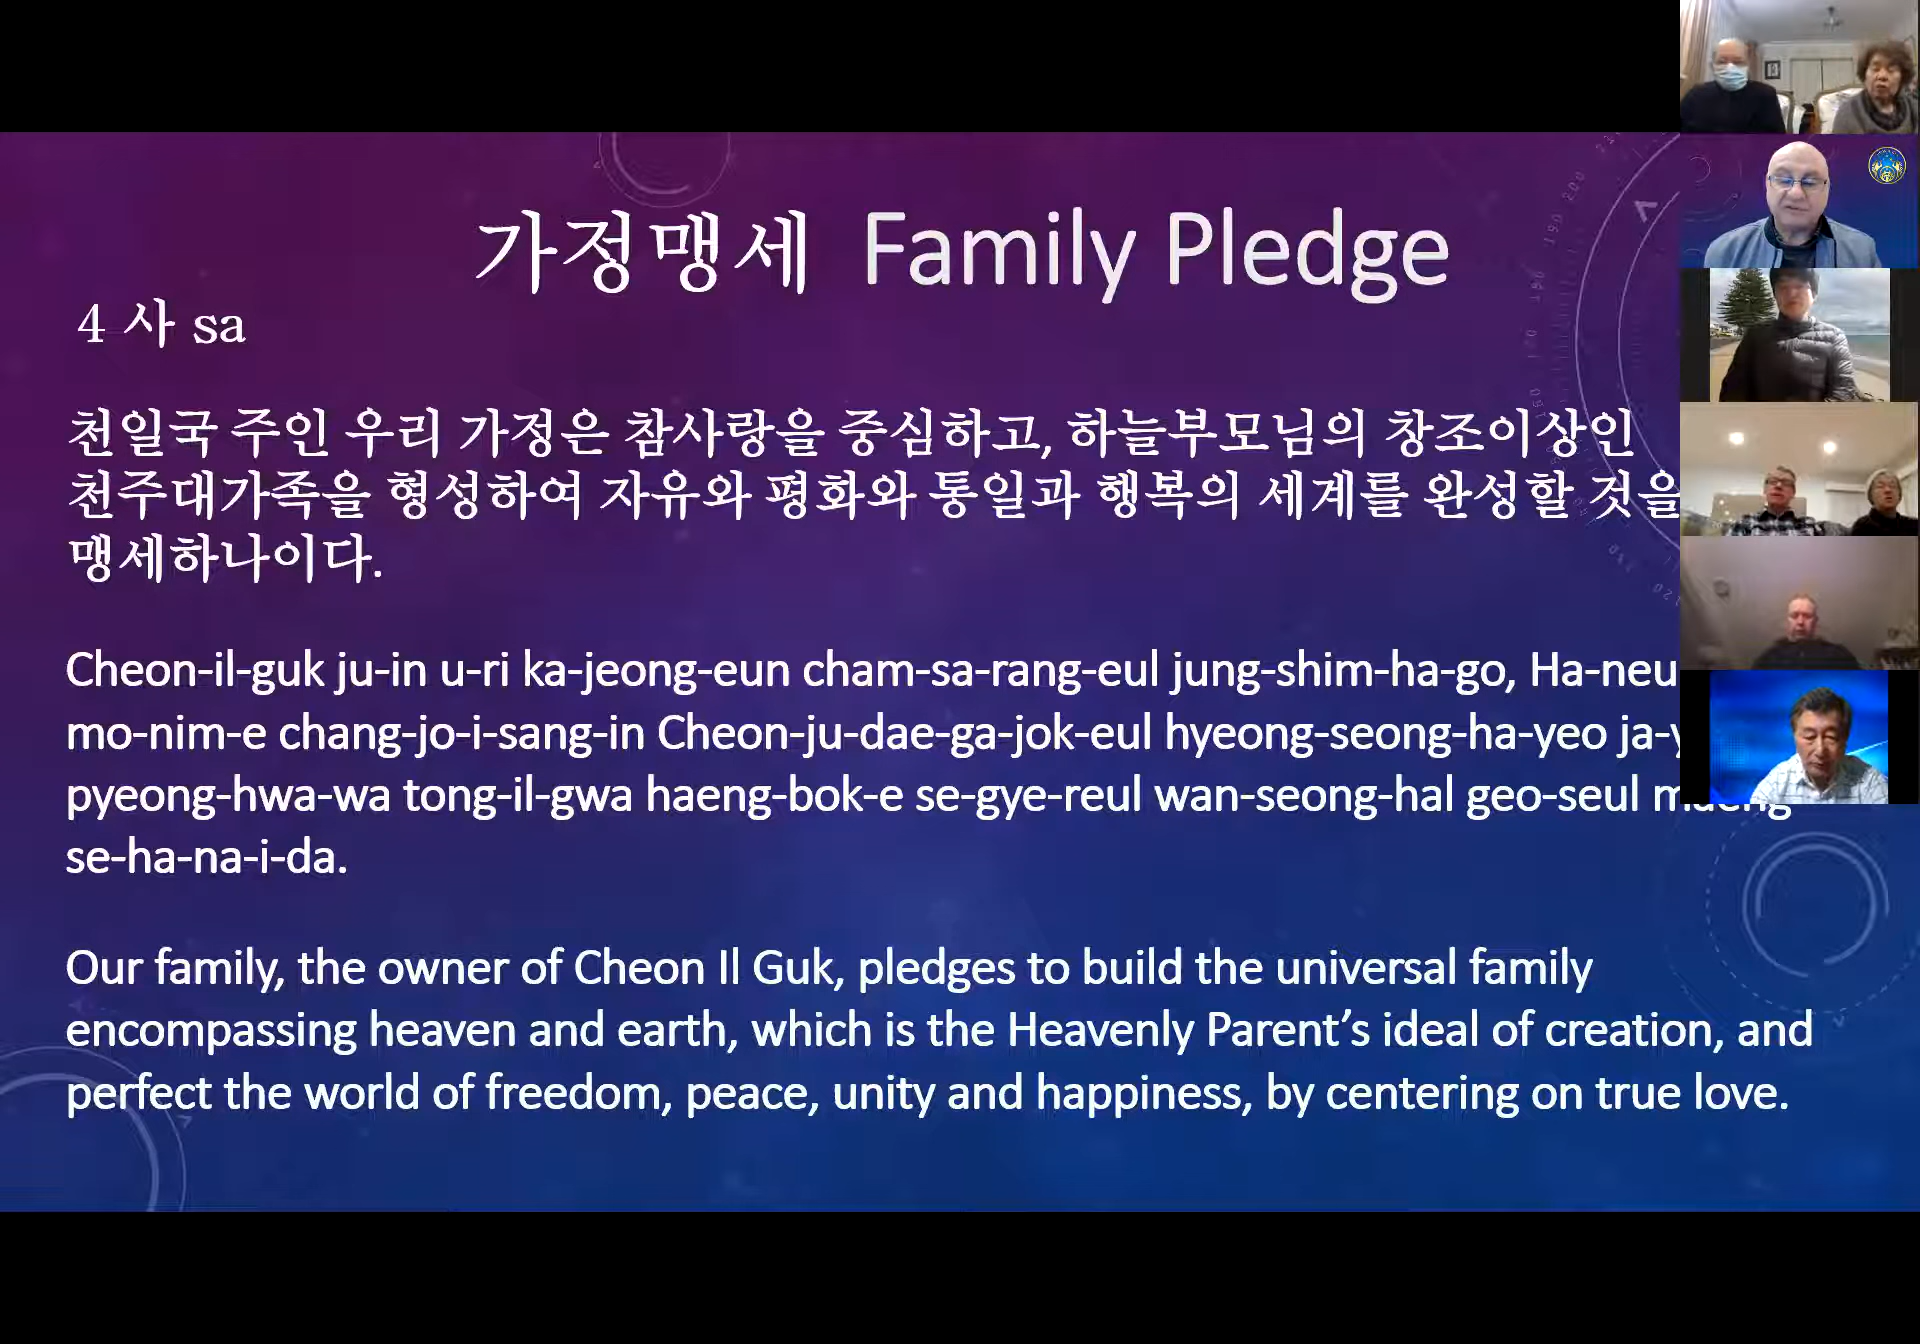 가정맹세 Family Pledge
4 사 sa
천일국 주인 우리 가정은 참사랑을 중심하고, 하늘부모님의 창조이상인
천주대가족을 형성하여 자유와 평화와 통일과 행복의 세계를 완성할 것을
맹세하나이다.
Cheon-il-guk ju-in u-ri ka-jeong-eun cham-sa-rang-eul jung-shim-ha-go, Ha-neu
mo-nim-e chang-jo-i-sang-in Cheon-ju-dae-ga-jok-eul hyeong-seong-ha-yeo ja-
pyeong-hwa-wa tong-il-gwa haeng-bok-e se-gye-reul wan-seong-hal geo-seul
se-ha-na-i-da.
Our family, the owner of Cheon Il Guk, pledges to build the universal family
encompassing heaven and earth, which is the Heavenly Parent’s ideal of creation, and
perfect the world of freedom, peace, unity and happiness, by centering on true love.